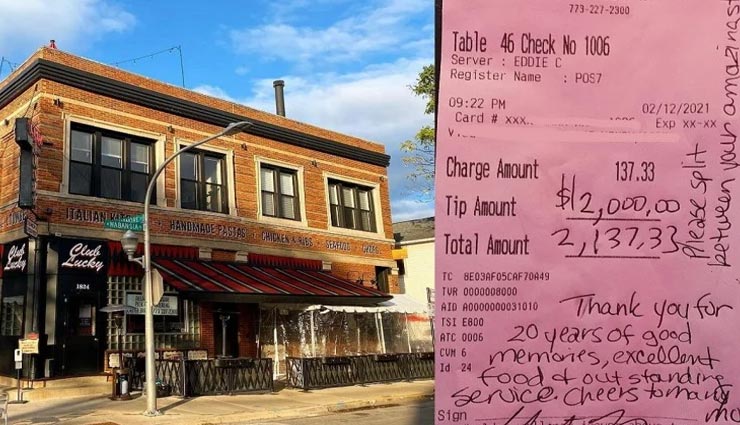 ITALIAN
WABANSIA
HANDMADE PASTAS
CHICKEN & RIBS
SEAFOOD
Club Lucky
Club Lucky
1824
773-227-2300
Table 46 Check No 1006
Server : EDDIE C
Register Name : POS7
09:22 PM 02/12/2021
Card # xxx Exp xx-xx
Charge Amount 137.33
Tip Amount $2,000.00
Total Amount 2,137.33
TC 8E03AF05CAF70A49
TVR 0000008000
AID A0000000031010
TSI E800
ATC 0006
CVM 6
Id 24
Sign
Thank you for
20 years of good
memories, excellent
food & outstanding
service. Cheers to many
Please split
between your amazing